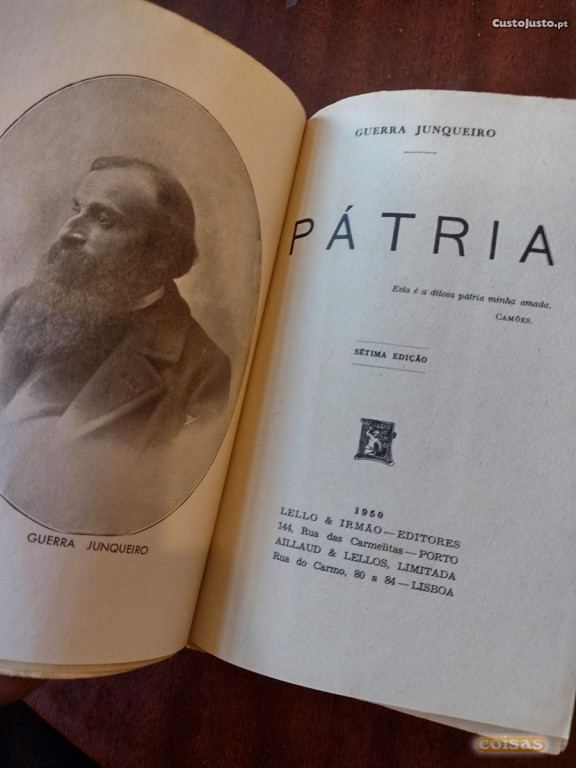 CustoJusto.pt
GUERRA JUNQUEIRO
GUERRA JUNQUEIRO
PÁTRIA
Esta é a ditosa pátria minha amada.
CAMÕES.
SÉTIMA EDIÇÃO
1950
LELLO & IRMÃO — EDITORES
144, Rua das Carmelitas — PORTO
AILLAUD & LELLOS, LIMITADA
Rua do Carmo, 80 a 84 — LISBOA
coisas